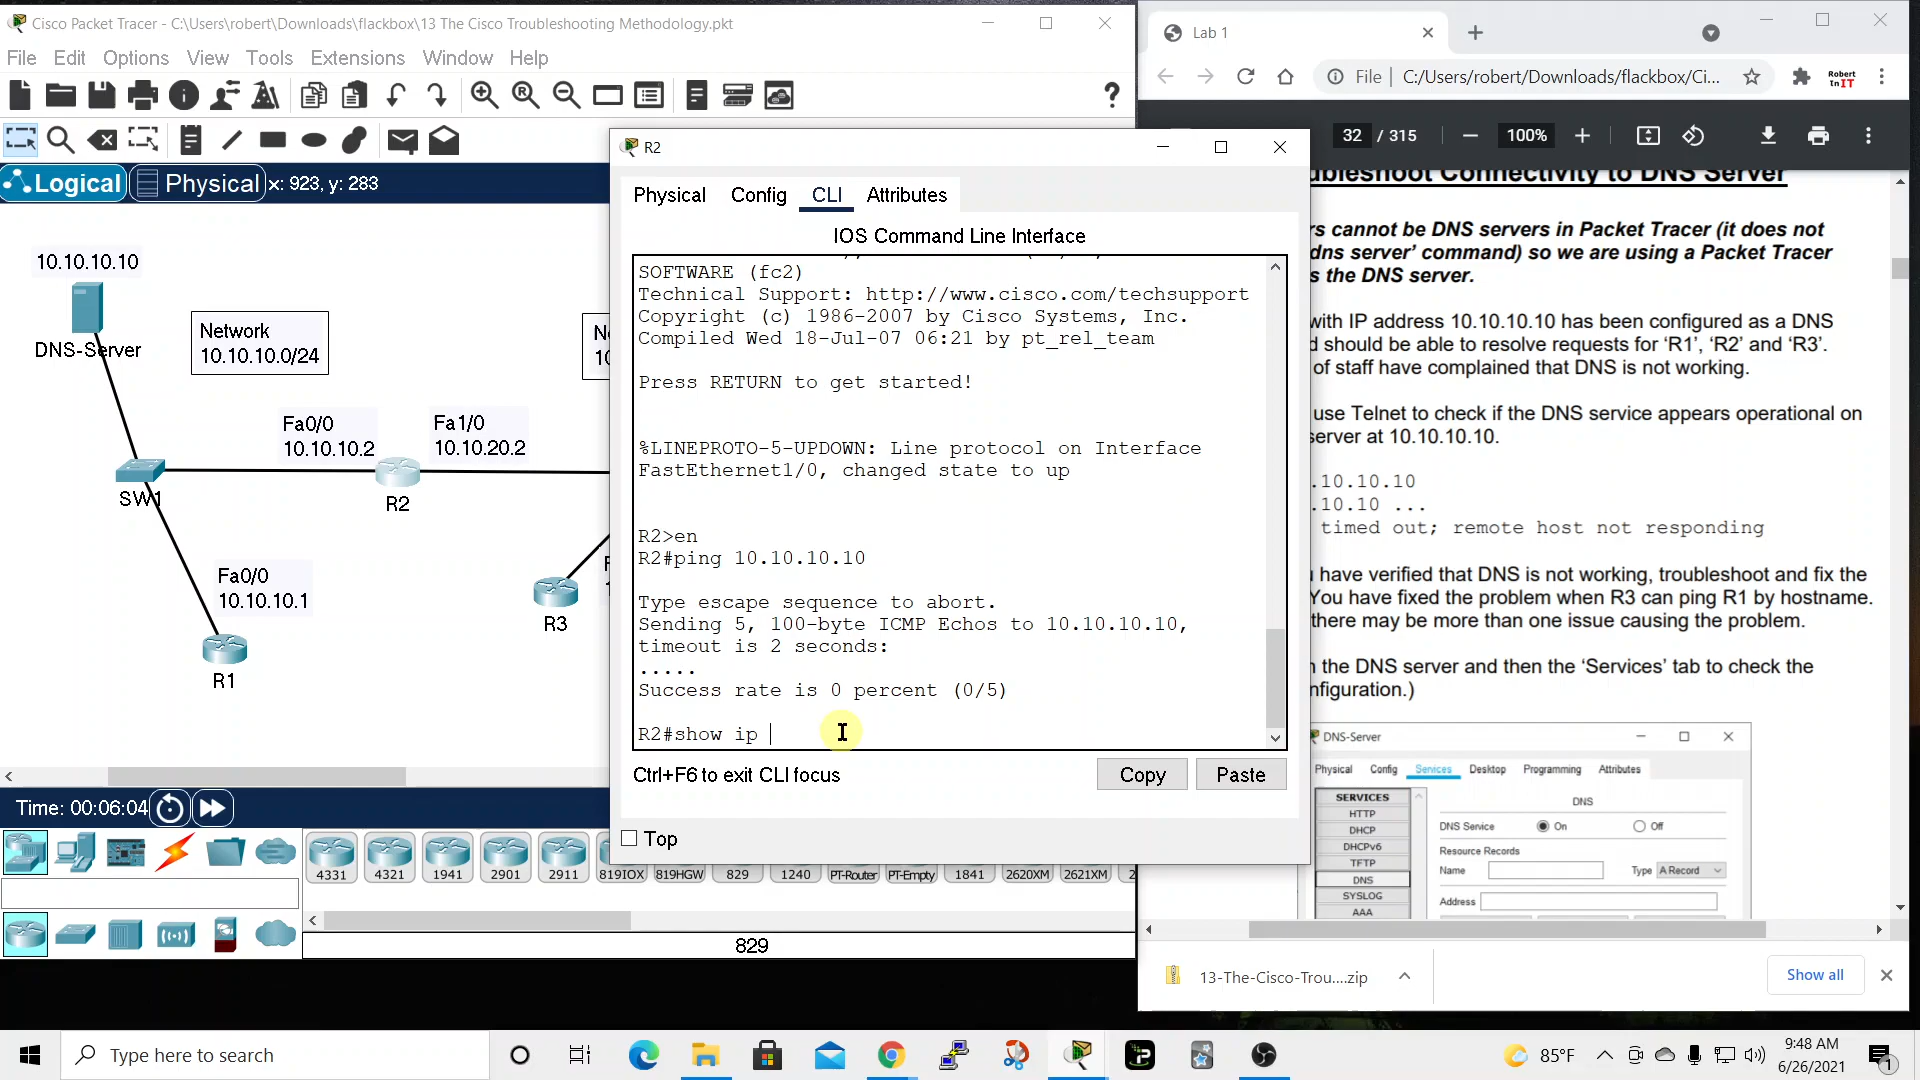 Cisco Packet Tracer - C:\Users\robert\Downloads\flackbox\13 The Cisco Troubleshooting Methodology.pkt
File Edit Options View Tools Extensions Window Help
Logical Physical x: 923, y: 283
10.10.10.10
DNS-Server
Network
10.10.10.0/24
Fa0/0
10.10.10.2
Fa1/0
10.10.20.2
SW1
R2
Fa0/0
10.10.10.1
R3
R1
Time: 00:06:04
4331 4321 1941 2901 2911 819IOX 819HGW 829 1240 PT-Router PT-Empty 1841 2620XM 2621XM
829
R2
Physical Config CLI Attributes
IOS Command Line Interface
SOFTWARE (fc2)
Technical Support: http://www.cisco.com/techsupport
Copyright (c) 1986-2007 by Cisco Systems, Inc.
Compiled Wed 18-Jul-07 06:21 by pt_rel_team
Press RETURN to get started!
%LINEPROTO-5-UPDOWN: Line protocol on Interface
FastEthernet1/0, changed state to up
R2>en
R2#ping 10.10.10.10
Type escape sequence to abort.
Sending 5, 100-byte ICMP Echos to 10.10.10.10,
timeout is 2 seconds:
.....
Success rate is 0 percent (0/5)
R2#show ip
Ctrl+F6 to exit CLI focus
Copy Paste
Top
Lab 1
File C:/Users/robert/Downloads/flackbox/Ci...
Robert
In IT
32 / 315 100%
bleshoot Connectivity to DNS Server
rs cannot be DNS servers in Packet Tracer (it does not
dns server' command) so we are using a Packet Tracer
s the DNS server.
with IP address 10.10.10.10 has been configured as a DNS
d should be able to resolve requests for 'R1', 'R2' and 'R3'.
of staff have complained that DNS is not working.
use Telnet to check if the DNS service appears operational on
server at 10.10.10.10.
.10.10.10
.10.10 ...
timed out; remote host not responding
have verified that DNS is not working, troubleshoot and fix the
You have fixed the problem when R3 can ping R1 by hostname.
there may be more than one issue causing the problem.
n the DNS server and then the 'Services' tab to check the
nfiguration.)
DNS-Server
Physical Config Services Desktop Programming Attributes
SERVICES
HTTP
DHCP
DHCPv6
TFTP
DNS
SYSLOG
AAA
DNS
DNS Service On Off
Resource Records
Name Type A Record
Address
13-The-Cisco-Trou....zip
Show all
Type here to search
85°F
9:48 AM
6/26/2021
1